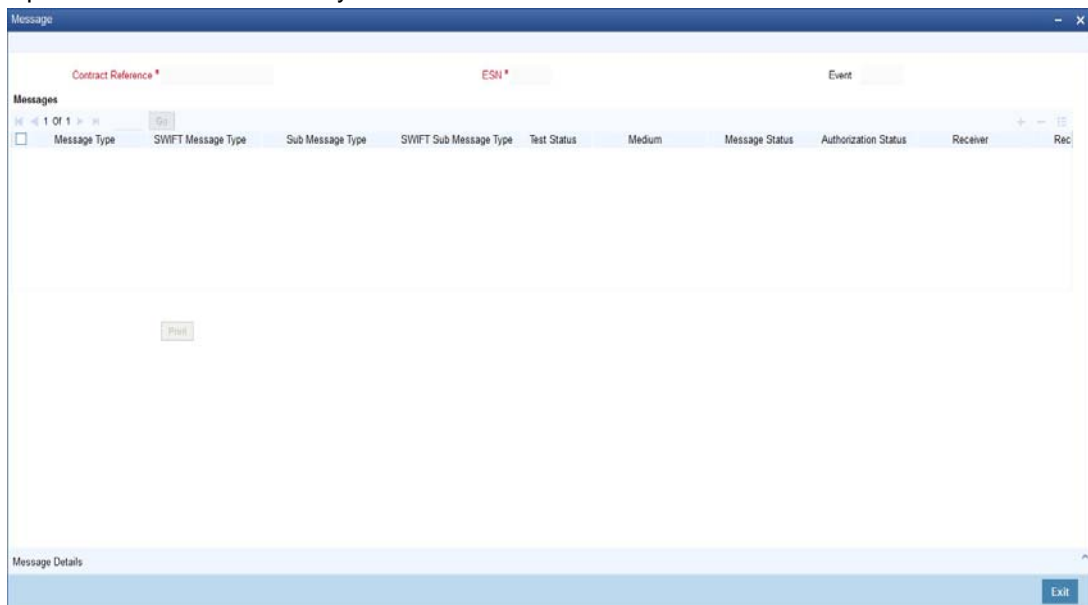 Message
Contract Reference * ESN * Event
Messages
1 Of 1 Go
Message Type SWIFT Message Type Sub Message Type SWIFT Sub Message Type Test Status Medium Message Status Authorization Status Receiver Rec
Print
Message Details
Exit